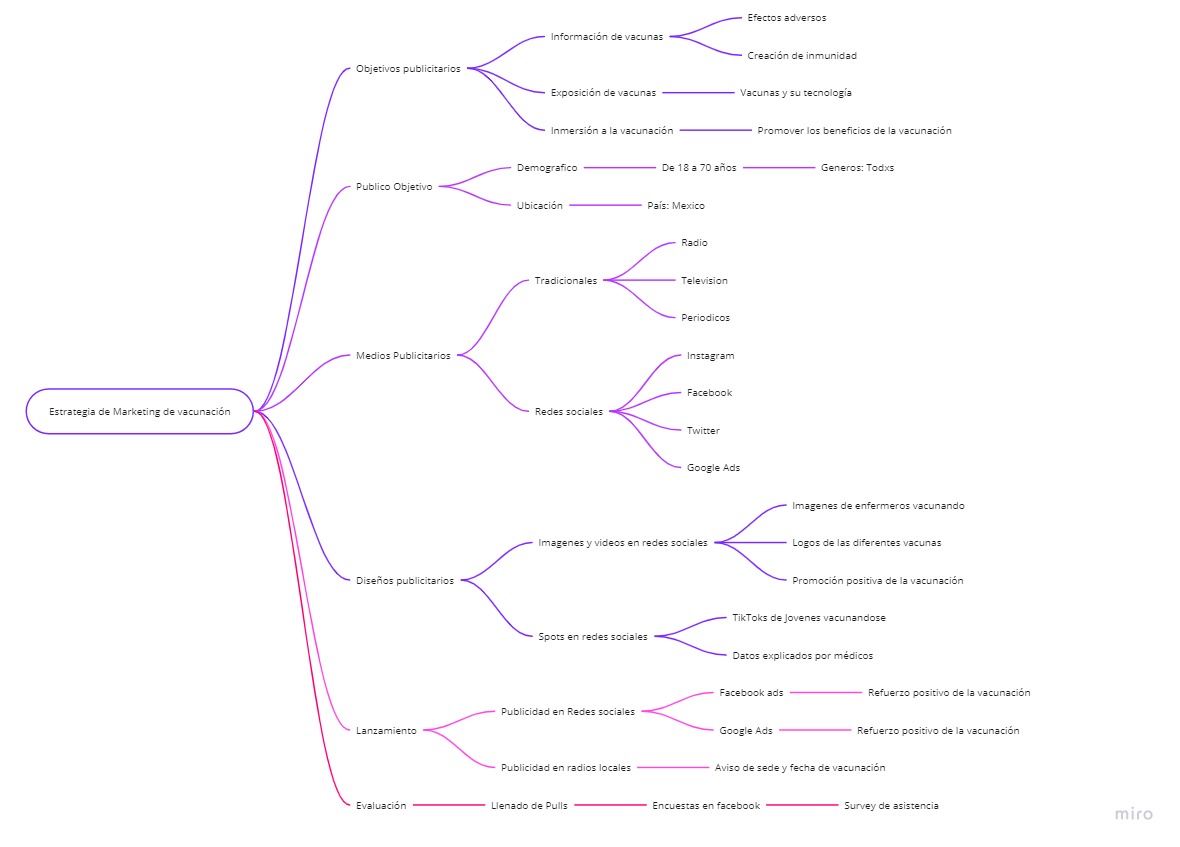 Estrategia de Marketing de vacunación
Objetivos publicitarios
Información de vacunas
Efectos adversos
Creación de inmunidad
Exposición de vacunas
Vacunas y su tecnología
Inmersión a la vacunación
Promover los beneficios de la vacunación
Publico Objetivo
Demografico
De 18 a 70 años
Generos: Todxs
Ubicación
País: Mexico
Medios Publicitarios
Tradicionales
Radio
Television
Periodicos
Redes sociales
Instagram
Facebook
Twitter
Google Ads
Diseños publicitarios
Imagenes y videos en redes sociales
Imagenes de enfermeros vacunando
Logos de las diferentes vacunas
Promoción positiva de la vacunación
Spots en redes sociales
TikToks de Jovenes vacunandose
Datos explicados por médicos
Lanzamiento
Publicidad en Redes sociales
Facebook ads
Refuerzo positivo de la vacunación
Google Ads
Refuerzo positivo de la vacunación
Publicidad en radios locales
Aviso de sede y fecha de vacunación
Evaluación
Llenado de Pulls
Encuestas en facebook
Survey de asistencia
miro